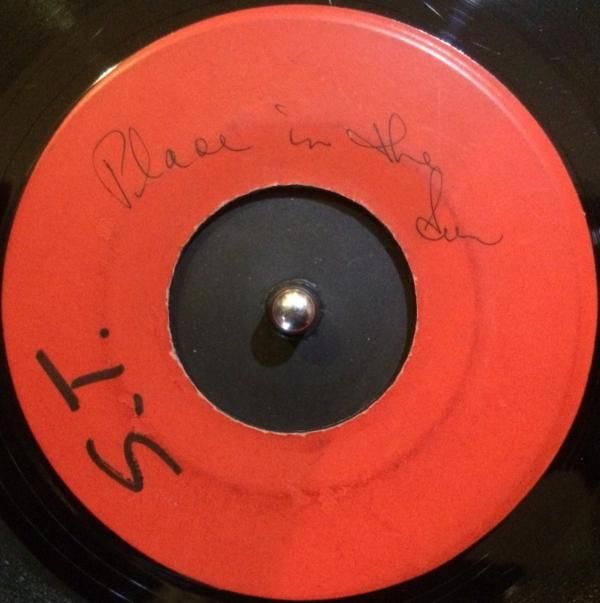 Place in the
Sun
S.T.